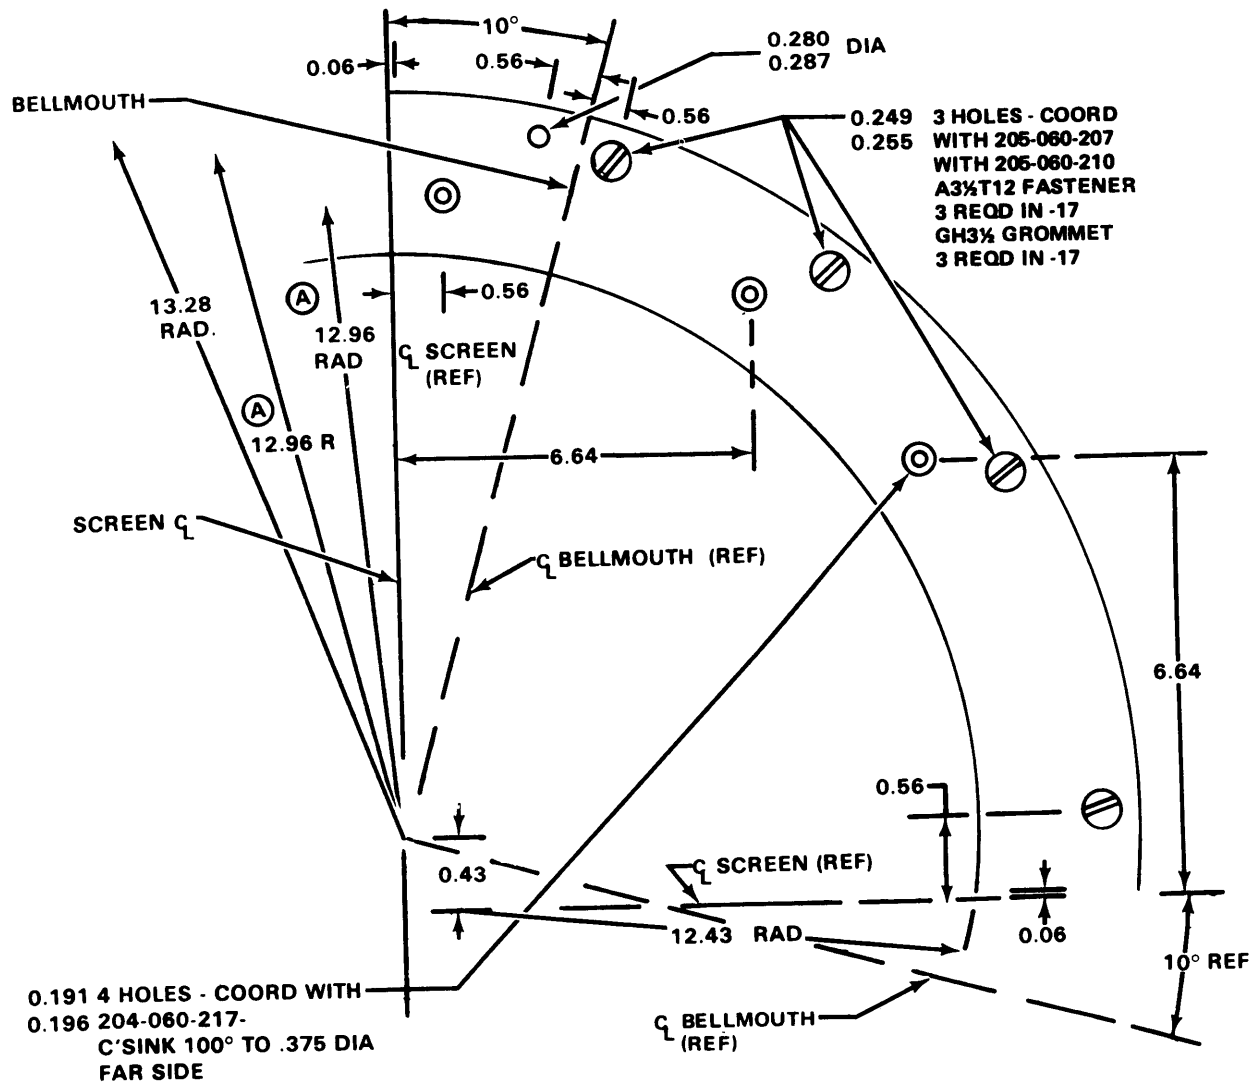 10°
0.280 DIA
0.287
0.06
0.56
BELLMOUTH
0.56
0.249 3 HOLES - COORD
0.255 WITH 205-060-207
WITH 205-060-210
A3½T12 FASTENER
3 REQD IN -17
GH3½ GROMMET
3 REQD IN -17
A
0.56
13.28
RAD.
12.96
RAD
℄ SCREEN
(REF)
A
12.96 R
6.64
SCREEN ℄
℄ BELLMOUTH (REF)
6.64
0.56
℄ SCREEN (REF)
0.43
12.43 RAD
0.06
10° REF
0.191 4 HOLES - COORD WITH
0.196 204-060-217-
C'SINK 100° TO .375 DIA
FAR SIDE
℄ BELLMOUTH
(REF)